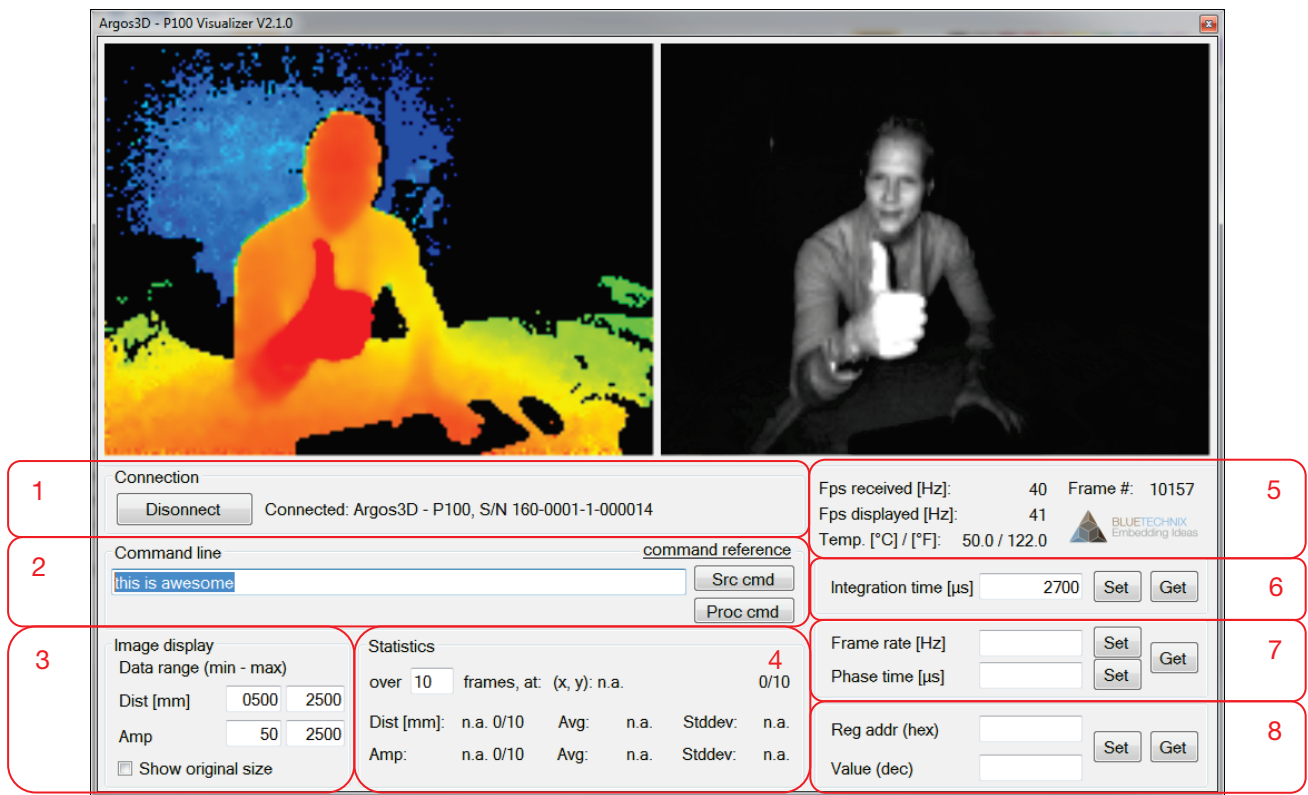 Argos3D - P100 Visualizer V2.1.0
1
Connection
Disonnect
Connected: Argos3D - P100, S/N 160-0001-1-000014
2
Command line
command reference
this is awesome
Src cmd
Proc cmd
3
Image display
Data range (min - max)
Dist [mm] 0500 2500
Amp 50 2500
Show original size
4
Statistics
over 10 frames, at: (x, y): n.a. 0/10
Dist [mm]: n.a. 0/10 Avg: n.a. Stddev: n.a.
Amp: n.a. 0/10 Avg: n.a. Stddev: n.a.
5
Fps received [Hz]: 40 Frame #: 10157
Fps displayed [Hz]: 41
Temp. [°C] / [°F]: 50.0 / 122.0
BLUETECHNIX
Embedding Ideas
6
Integration time [µs] 2700 Set Get
7
Frame rate [Hz] Set
Get
Phase time [µs] Set
8
Reg addr (hex)
Set Get
Value (dec)